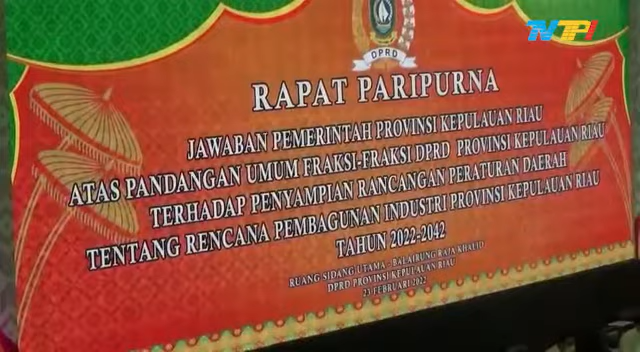 TVTPI
DPRD
RAPAT PARIPURNA
JAWABAN PEMERINTAH PROVINSI KEPULAUAN RIAU
ATAS PANDANGAN UMUM FRAKSI-FRAKSI DPRD PROVINSI KEPULAUAN RIAU
TERHADAP PENYAMPIAN RANCANGAN PERATURAN DAERAH
TENTANG RENCANA PEMBAGUNAN INDUSTRI PROVINSI KEPULAUAN RIAU
TAHUN 2022-2042
RUANG SIDANG UTAMA - BALAIRUNG RAJA KHALID
DPRD PROVINSI KEPULAUAN RIAU
23 FEBRUARI 2022